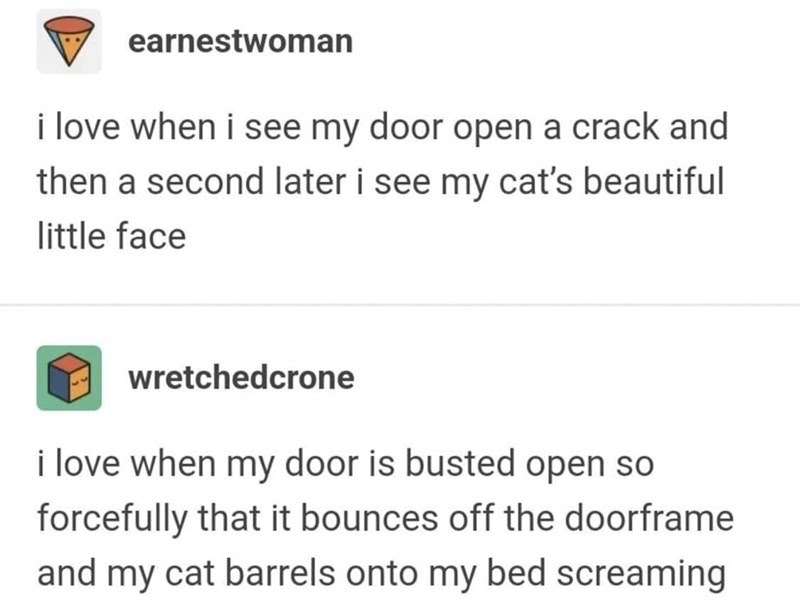 earnestwoman
i love when i see my door open a crack and
then a second later i see my cat’s beautiful
little face
wretchedcrone
i love when my door is busted open so
forcefully that it bounces off the doorframe
and my cat barrels onto my bed screaming